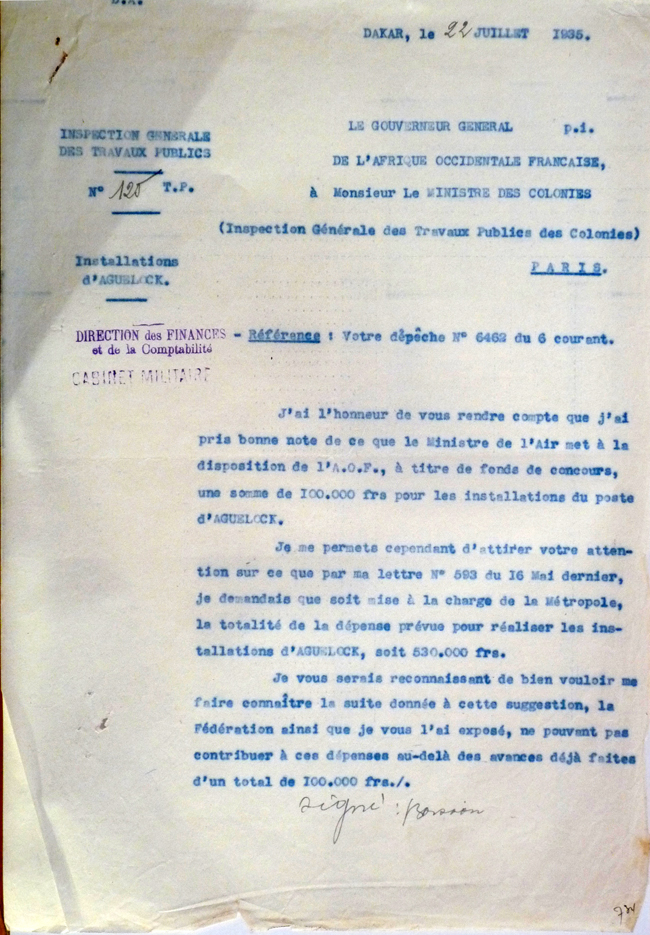 DAKAR, le 22 JUILLET 1935.
INSPECTION GENERALE
DES TRAVAUX PUBLICS
N° 125 T.P.
Installations
d'AGUELOCK.
DIRECTION des FINANCES
et de la Comptabilité
CABINET MILITAIRE
LE GOUVERNEUR GENERAL p.i.
DE L'AFRIQUE OCCIDENTALE FRANCAISE,
à Monsieur Le MINISTRE DES COLONIES
(Inspection Générale des Travaux Publics des Colonies)
PARIS.
- Référence : Votre dépêche N° 6462 du 6 courant.
J'ai l'honneur de vous rendre compte que j'ai
pris bonne note de ce que le Ministre de l'Air met à la
disposition de l'A.O.F., à titre de fonds de concours,
une somme de I00.000 frs pour les installations du poste
d'AGUELOCK.
Je me permets cependant d'attirer votre atten-
tion sur ce que par ma lettre N° 593 du I6 Mai dernier,
je demandais que soit mise à la charge de la Métropole,
la totalité de la dépense prévue pour réaliser les ins-
tallations d'AGUELOCK, soit 530.000 frs.
Je vous serais reconnaissant de bien vouloir me
faire connaître la suite donnée à cette suggestion, la
Fédération ainsi que je vous l'ai exposé, ne pouvant pas
contribuer à ces dépenses au-delà des avances déjà faites
d'un total de I00.000 frs./.
signé : Boisson